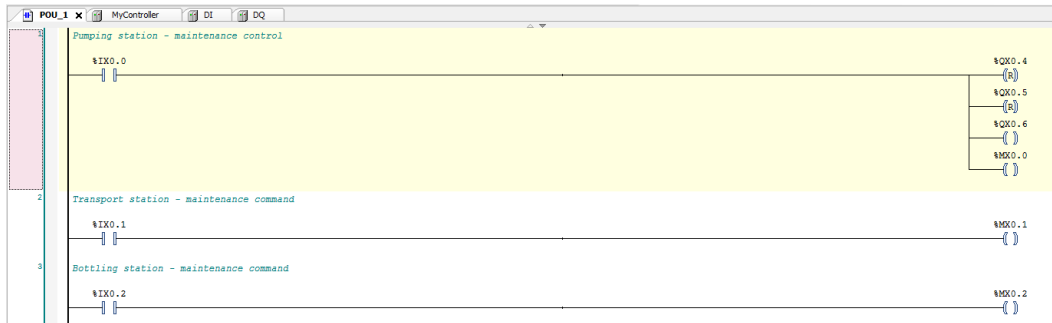 POU_1 MyController DI DQ
1 Pumping station - maintenance control
%IX0.0 %QX0.4
R
%QX0.5
R
%QX0.6
%MX0.0
2 Transport station - maintenance command
%IX0.1 %MX0.1
3 Bottling station - maintenance command
%IX0.2 %MX0.2